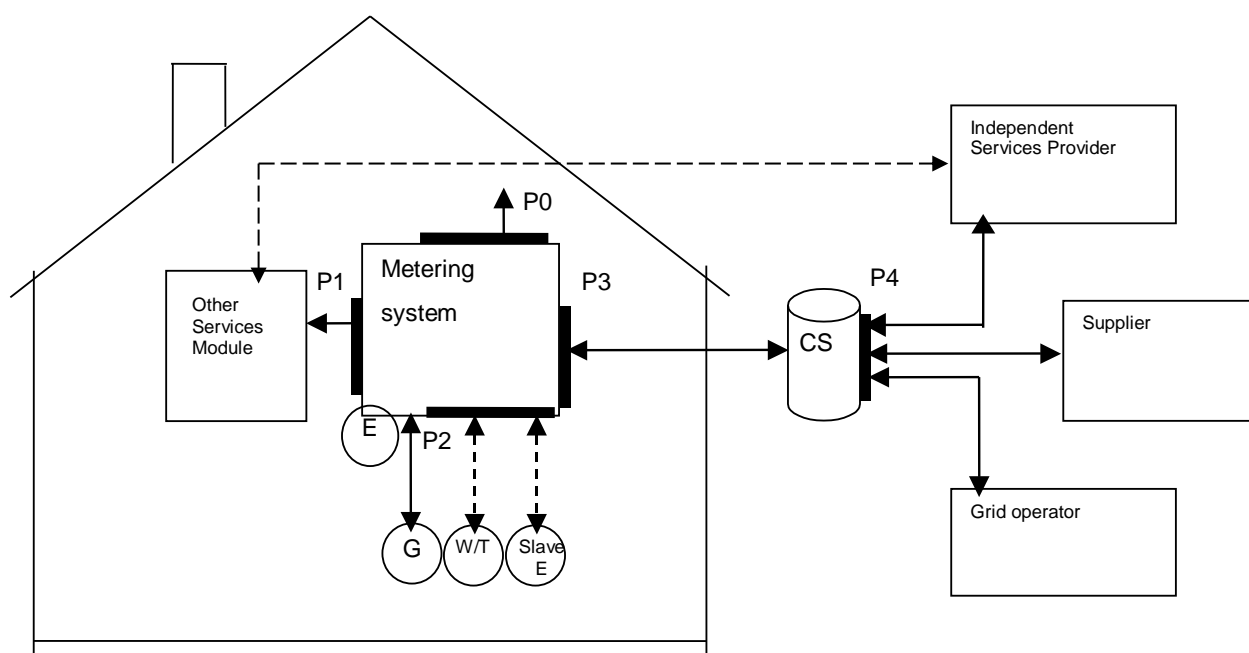 Independent
Services Provider
P0
Metering
system
P1
P3
P4
Other
Services
Module
CS
Supplier
E
P2
G
W/T
Slave
E
Grid operator